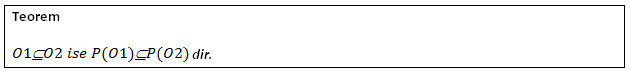 Teorem
O1⊆O2 ise P(O1)⊆P(O2) dir.